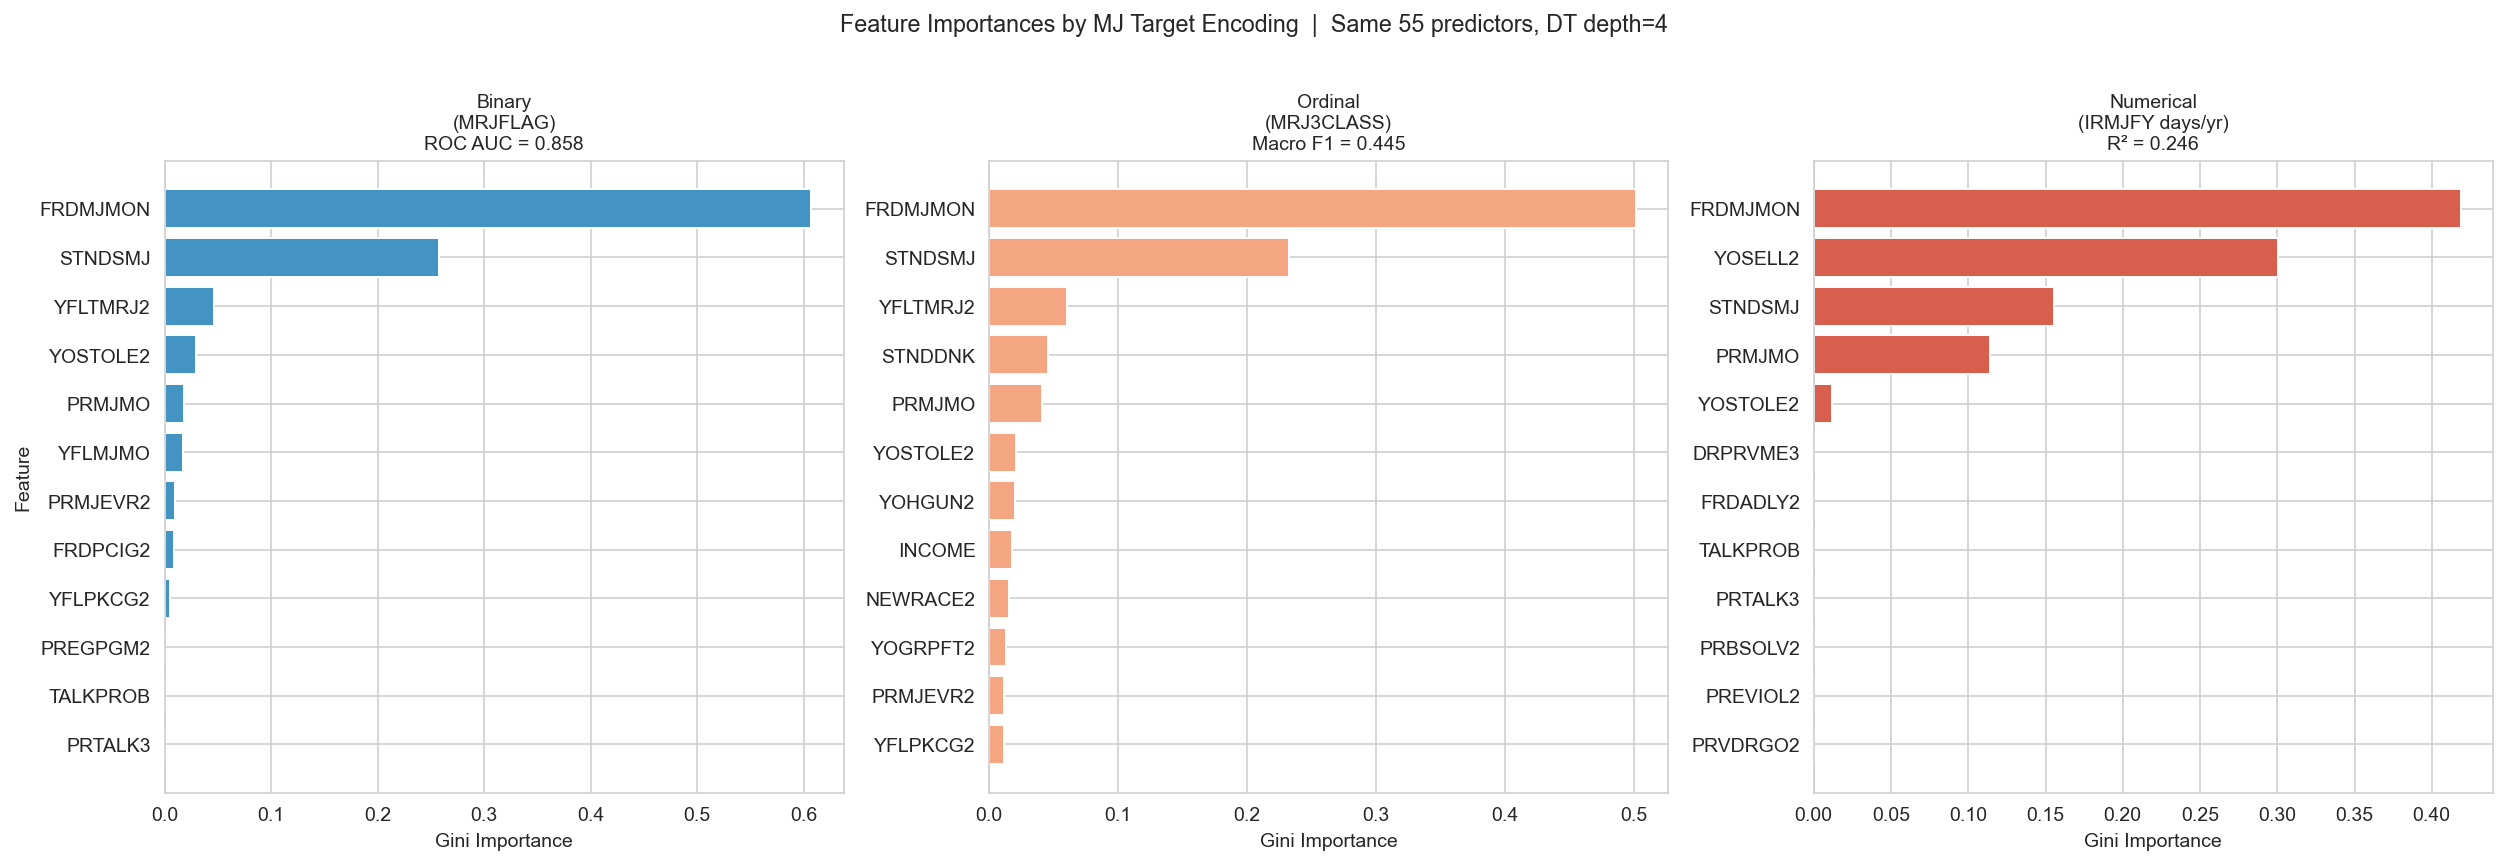 Feature Importances by MJ Target Encoding | Same 55 predictors, DT depth=4
Binary
(MRJFLAG)
ROC AUC = 0.858
Feature
FRDMJMON
STNDSMJ
YFLTMRJ2
YOSTOLE2
PRMJMO
YFLMJMO
PRMJEVR2
FRDPCIG2
YFLPKCG2
PREGPGM2
TALKPROB
PRTALK3
0.0 0.1 0.2 0.3 0.4 0.5 0.6
Gini Importance
Ordinal
(MRJ3CLASS)
Macro F1 = 0.445
FRDMJMON
STNDSMJ
YFLTMRJ2
STNDDNK
PRMJMO
YOSTOLE2
YOHGUN2
INCOME
NEWRACE2
YOGRPFT2
PRMJEVR2
YFLPKCG2
0.0 0.1 0.2 0.3 0.4 0.5
Gini Importance
Numerical
(IRMJFY days/yr)
R² = 0.246
FRDMJMON
YOSELL2
STNDSMJ
PRMJMO
YOSTOLE2
DRPRVME3
FRDADLY2
TALKPROB
PRTALK3
PRBSOLV2
PREVIOL2
PRVDRGO2
0.00 0.05 0.10 0.15 0.20 0.25 0.30 0.35 0.40
Gini Importance